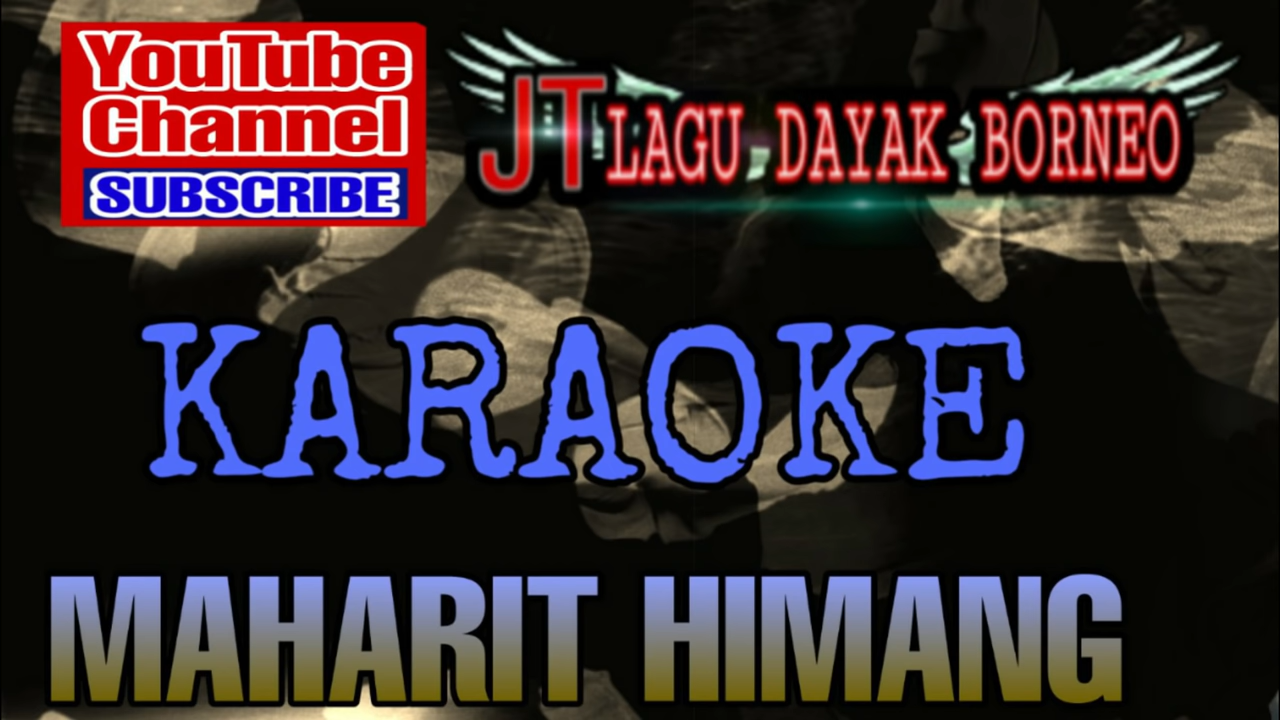 YouTube
Channel
SUBSCRIBE
JT LAGU DAYAK BORNEO
KARAOKE
MAHARIT HIMANG